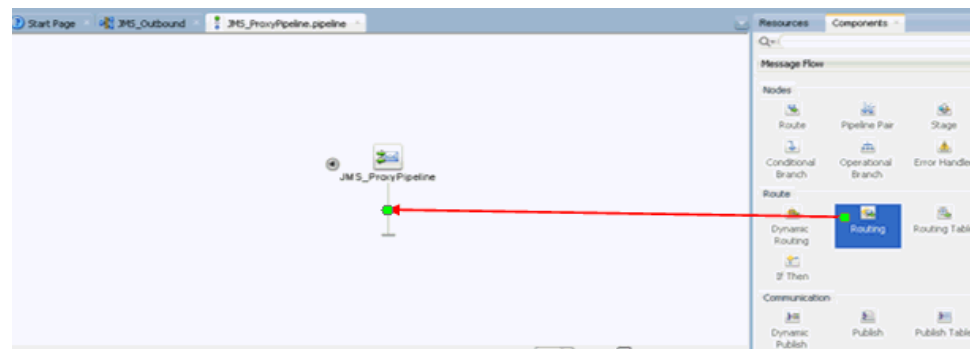 Start Page JMS_Outbound JMS_ProxyPipeline.pipeline
Resources Components
Message Flow
Nodes
Route Pipeline Pair Stage
Conditional Branch Operational Branch Error Handle
Route
Dynamic Routing Routing Routing Tabl
If Then
Communication
Dynamic Publish Publish Publish Table
JMS_ProxyPipeline